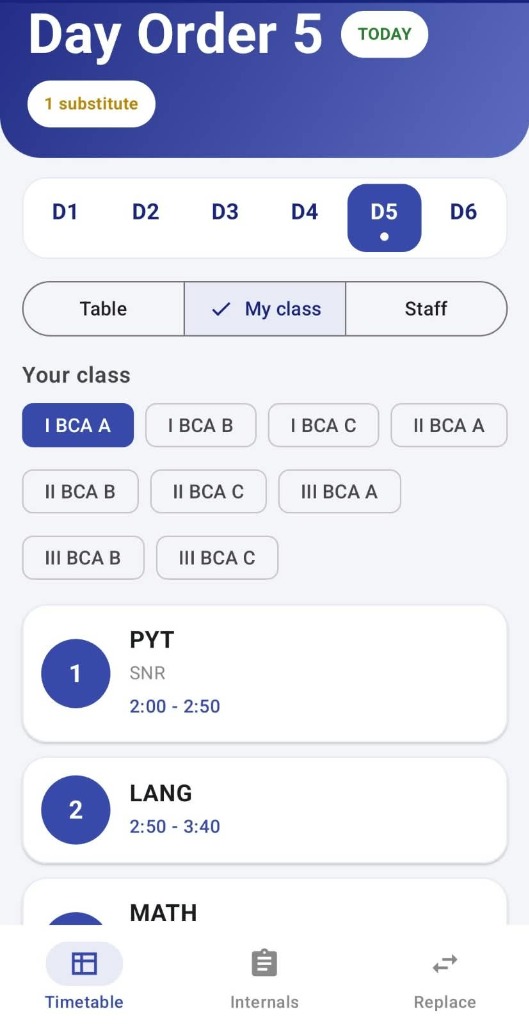 Day Order 5 TODAY
1 substitute
D1 D2 D3 D4 D5 D6
Table My class Staff
Your class
I BCA A I BCA B I BCA C II BCA A
II BCA B II BCA C III BCA A
III BCA B III BCA C
1
PYT
SNR
2:00 - 2:50
2
LANG
2:50 - 3:40
MATH
Timetable Internals Replace